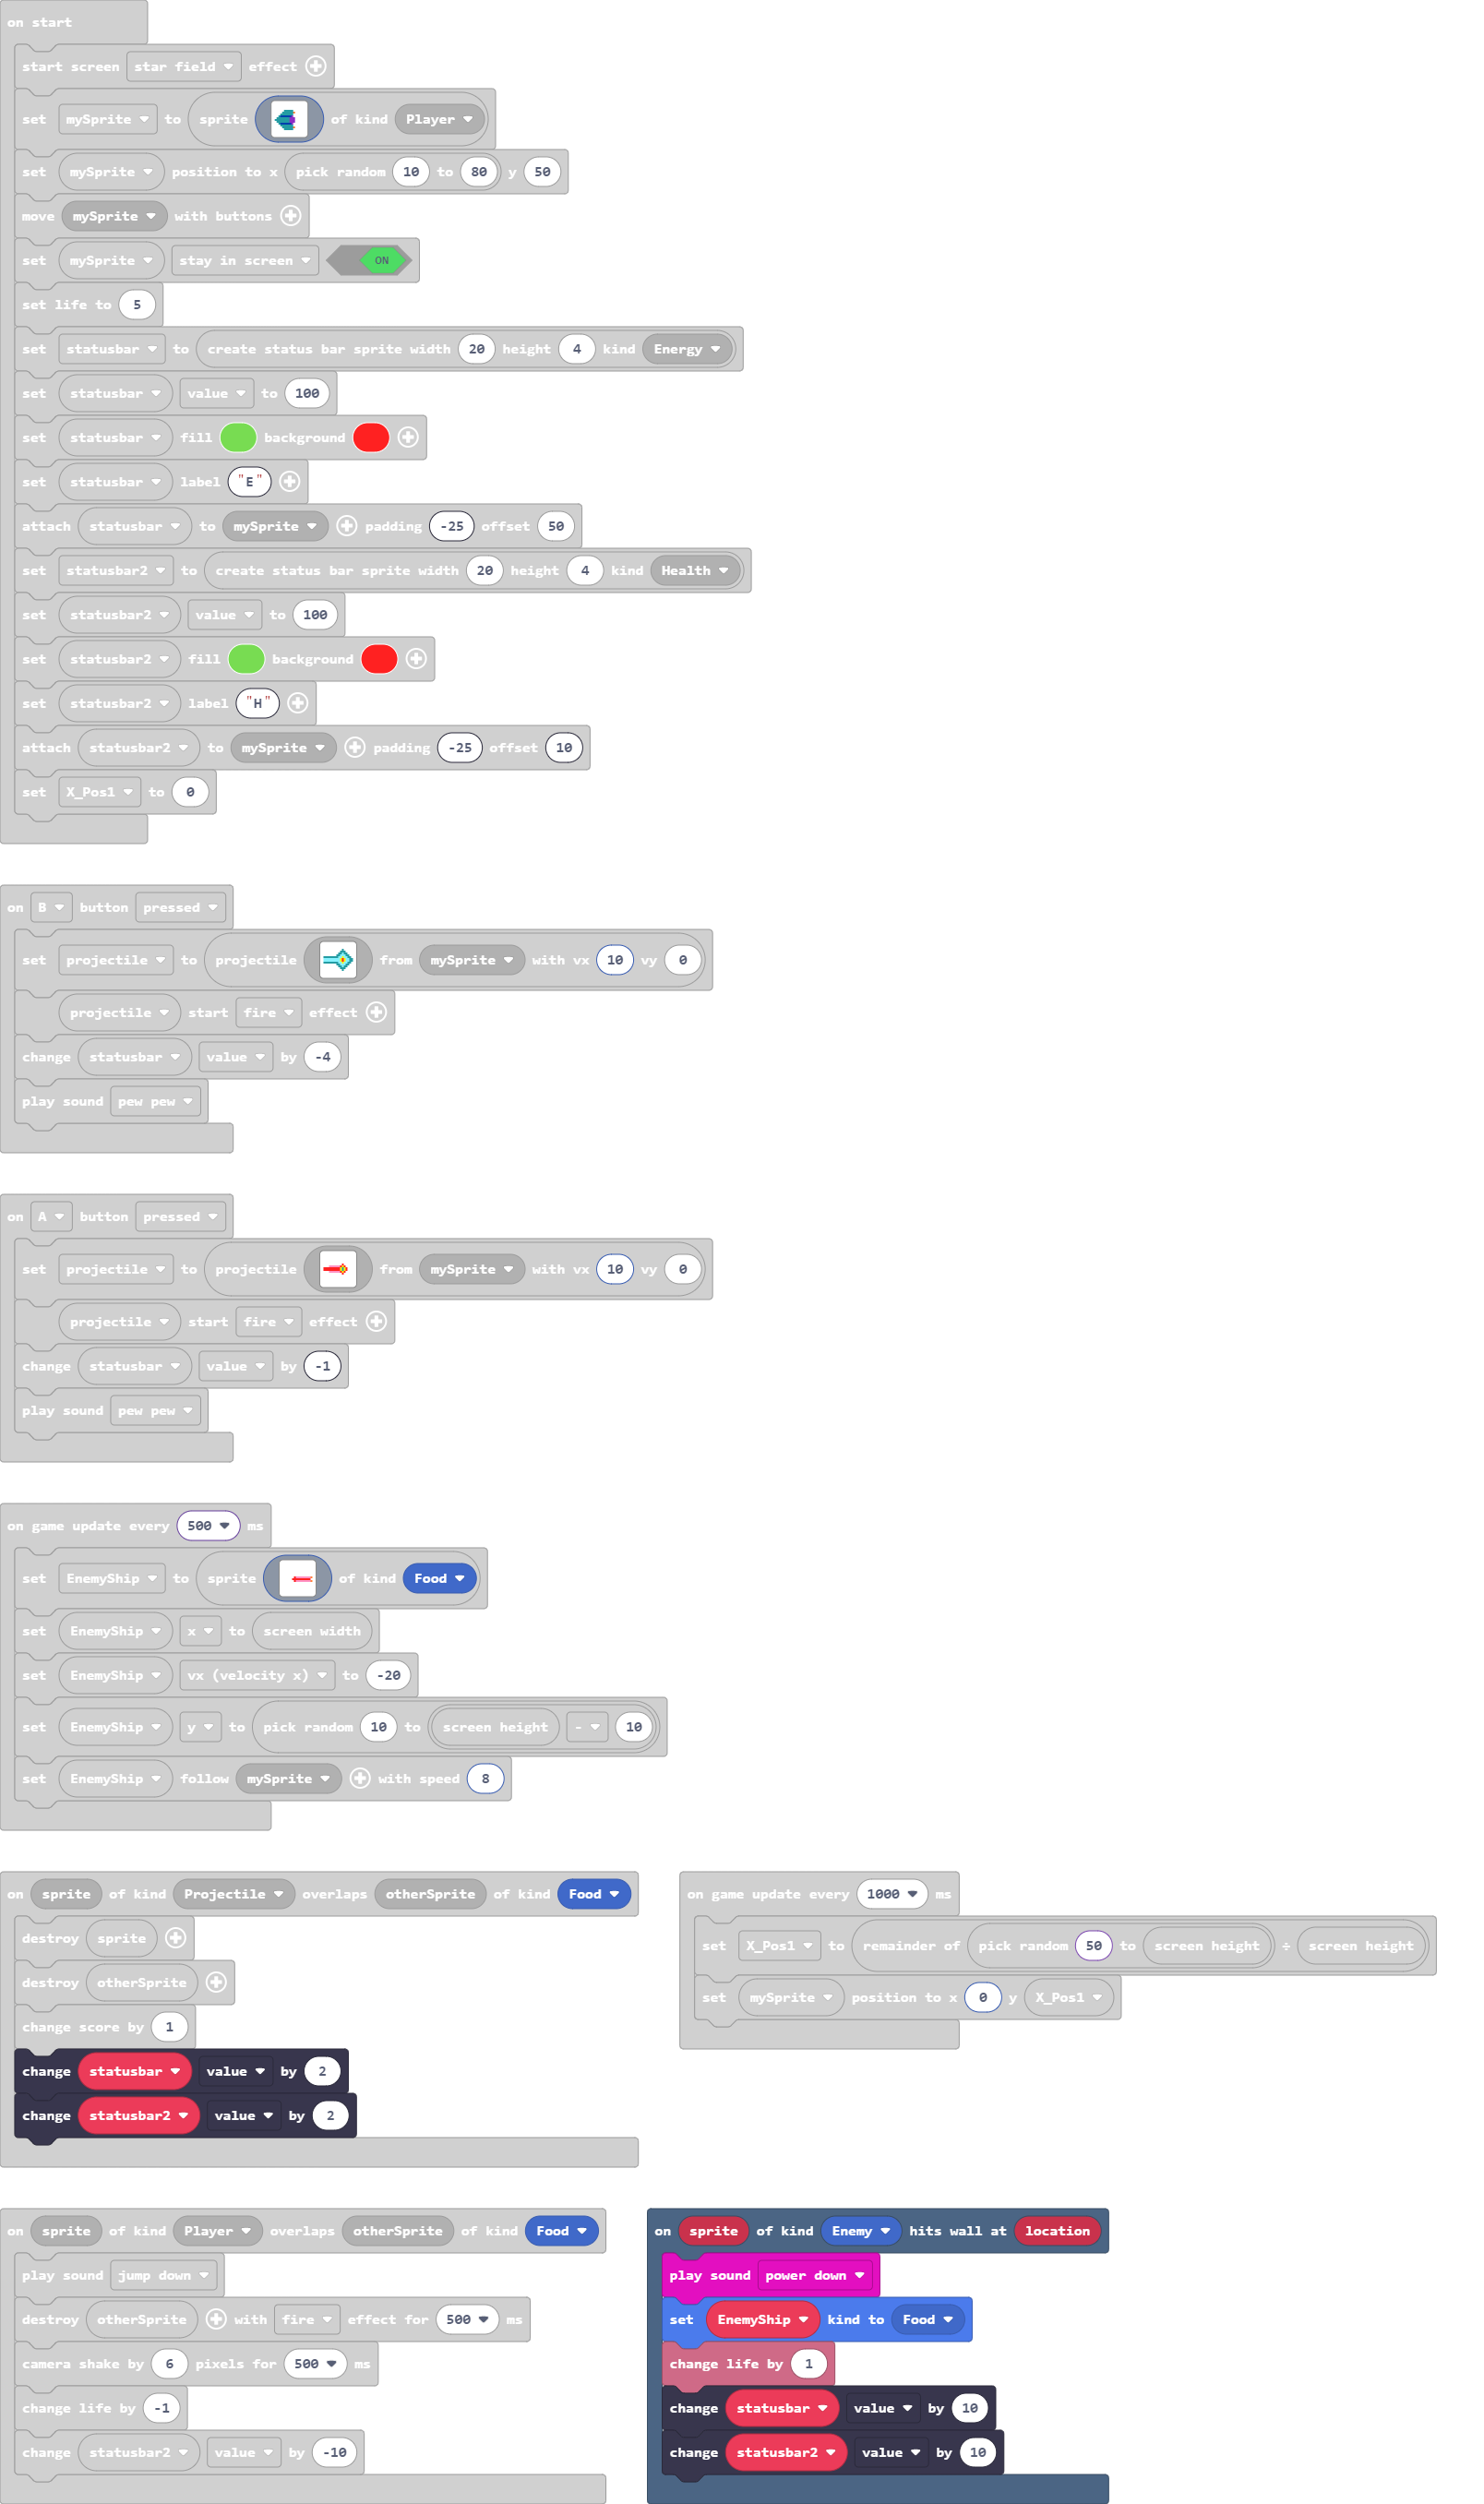 on start
start screen star field effect
set mySprite to sprite of kind Player
set mySprite position to x pick random 10 to 80 y 50
move mySprite with buttons
set mySprite stay in screen ON
set life to 5
set statusbar to create status bar sprite width 20 height 4 kind Energy
set statusbar value to 100
set statusbar fill background
set statusbar label "E"
attach statusbar to mySprite padding -25 offset 50
set statusbar2 to create status bar sprite width 20 height 4 kind Health
set statusbar2 value to 100
set statusbar2 fill background
set statusbar2 label "H"
attach statusbar2 to mySprite padding -25 offset 10
set X_Pos1 to 0
on B button pressed
set projectile to projectile from mySprite with vx 10 vy 0
projectile start fire effect
change statusbar value by -4
play sound pew pew
on A button pressed
set projectile to projectile from mySprite with vx 10 vy 0
projectile start fire effect
change statusbar value by -1
play sound pew pew
on game update every 500 ms
set EnemyShip to sprite of kind Food
set EnemyShip x to screen width
set EnemyShip vx (velocity x) to -20
set EnemyShip y to pick random 10 to screen height - 10
set EnemyShip follow mySprite with speed 8
on sprite of kind Projectile overlaps otherSprite of kind Food
destroy sprite
destroy otherSprite
change score by 1
change statusbar value by 2
change statusbar2 value by 2
on game update every 1000 ms
set X_Pos1 to remainder of pick random 50 to screen height ÷ screen height
set mySprite position to x 0 y X_Pos1
on sprite of kind Player overlaps otherSprite of kind Food
play sound jump down
destroy otherSprite with fire effect for 500 ms
camera shake by 6 pixels for 500 ms
change life by -1
change statusbar2 value by -10
on sprite of kind Enemy hits wall at location
play sound power down
set EnemyShip kind to Food
change life by 1
change statusbar value by 10
change statusbar2 value by 10